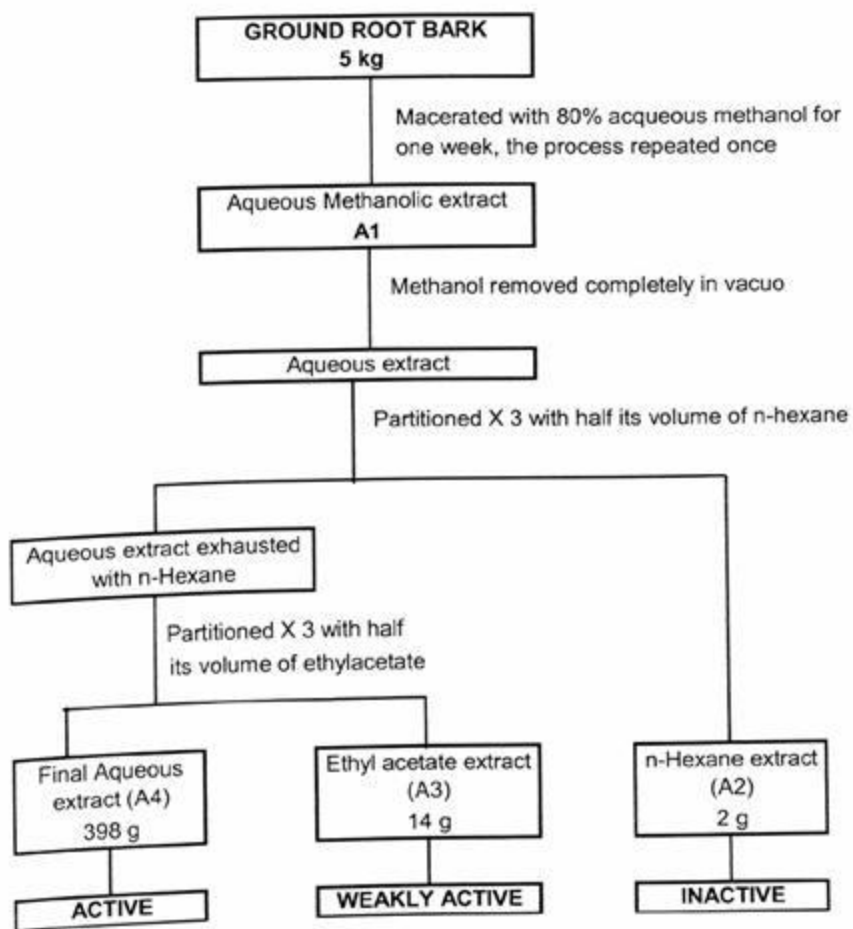 GROUND ROOT BARK
5 kg
Macerated with 80% acqueous methanol for
one week, the process repeated once
Aqueous Methanolic extract
A1
Methanol removed completely in vacuo
Aqueous extract
Partitioned X 3 with half its volume of n-hexane
Aqueous extract exhausted
with n-Hexane
Partitioned X 3 with half
its volume of ethylacetate
Final Aqueous
extract (A4)
398 g
Ethyl acetate extract
(A3)
14 g
n-Hexane extract
(A2)
2 g
ACTIVE
WEAKLY ACTIVE
INACTIVE